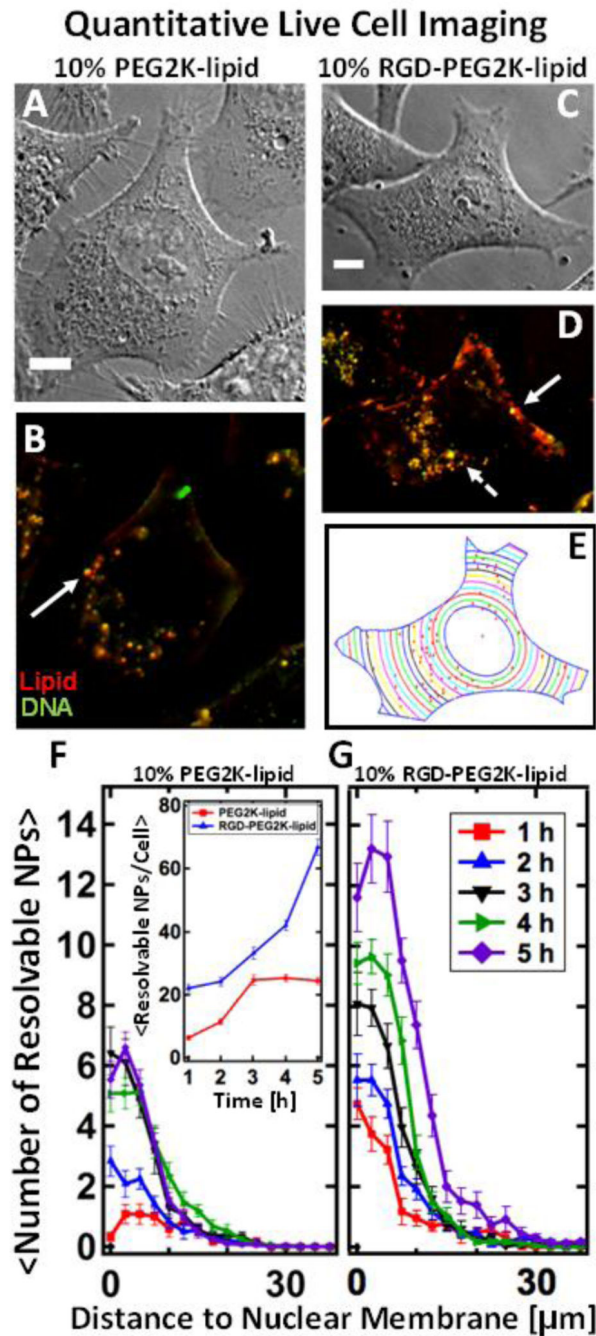 Quantitative Live Cell Imaging
10% PEG2K-lipid 10% RGD-PEG2K-lipid
A
C
D
B
E
Lipid
DNA
F 10% PEG2K-lipid G 10% RGD-PEG2K-lipid
<Number of Resolvable NPs>
14
12
10
8
6
4
2
0
80
60
40
20
0
<Resolvable NPs/Cell>
PEG2K-lipid
RGD-PEG2K-lipid
1 2 3 4 5
Time [h]
1 h
2 h
3 h
4 h
5 h
0 30 0 30
Distance to Nuclear Membrane [μm]